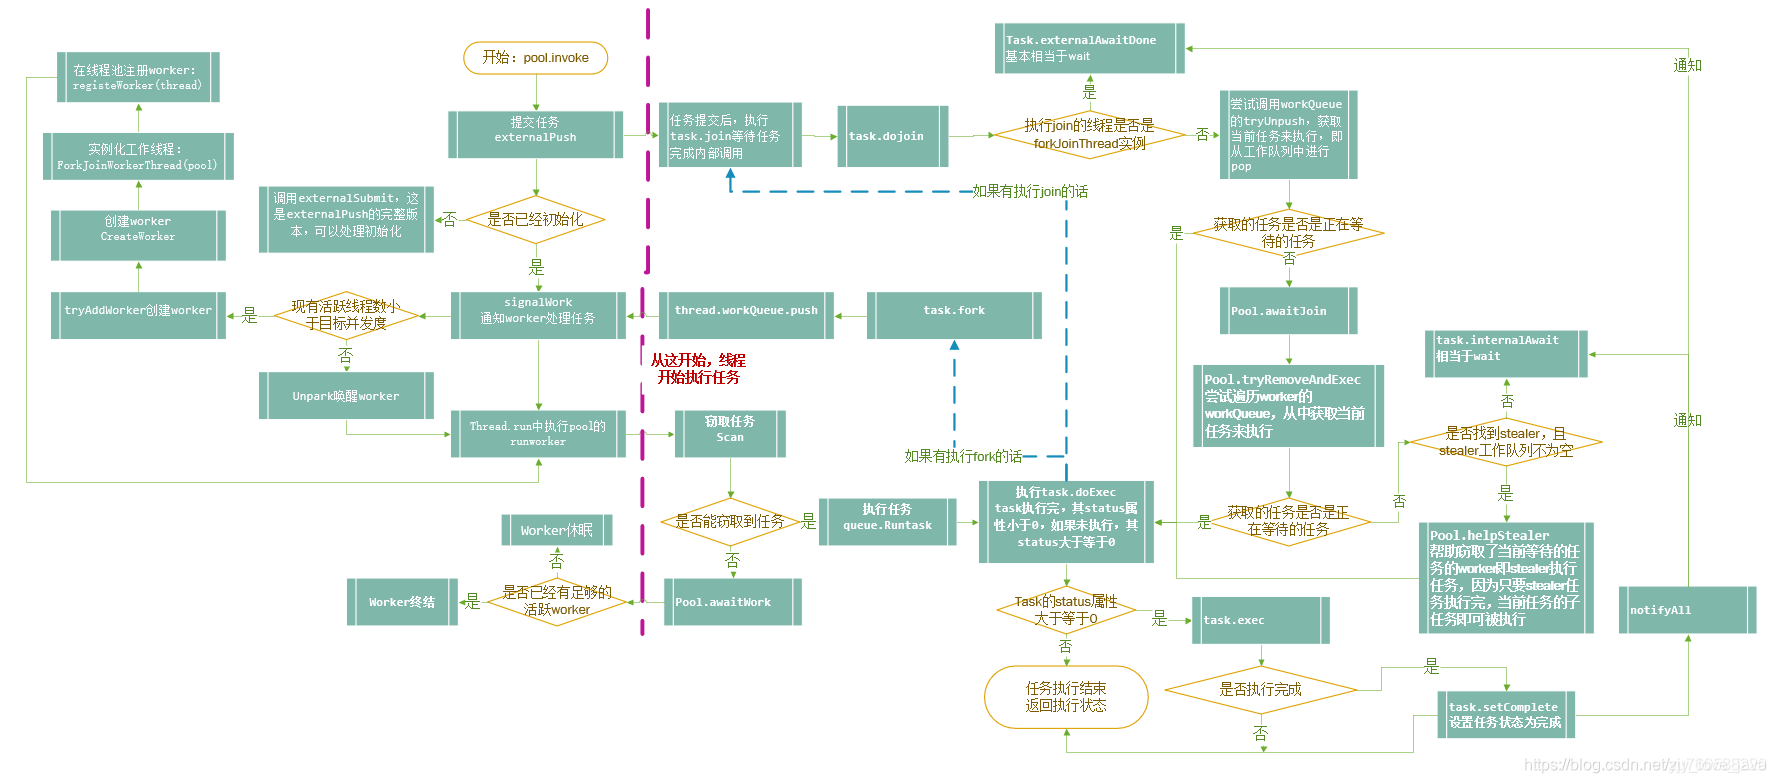 开始：pool.invoke
在线程池注册worker:
registeWorker(thread)
实例化工作线程:
ForkJoinWorkerThread(pool)
创建worker
CreateWorker
tryAddWorker创建worker
提交任务
externalPush
调用externalSubmit，这
是externalPush的完整版
本，可以处理初始化
否
是否已经初始化
是
signalWork
通知worker处理任务
现有活跃线程数小
于目标并发度
是
否
Unpark唤醒worker
Thread.run中执行pool的
runworker
任务提交后，执行
task.join等待任务
完成内部调用
task.dojoin
执行join的线程是否是
forkJoinThread实例
是
否
Task.externalAwaitDone
基本相当于wait
通知
尝试调用workQueue
的tryUnpush，获取
当前任务来执行，即
从工作队列中进行
pop
如果有执行join的话
获取的任务是否是正在等
待的任务
是
否
Pool.awaitJoin
Pool.tryRemoveAndExec
尝试遍历worker的
workQueue，从中获取当前
任务来执行
获取的任务是否是正
在等待的任务
是
否
thread.workQueue.push
task.fork
从这开始，线程
开始执行任务
如果有执行fork的话
窃取任务
Scan
是否能窃取到任务
是
否
执行任务
queue.Runtask
执行task.doExec
task执行完，其status属
性小于0，如果未执行，其
status大于等于0
Worker休眠
否
是否已经有足够的
活跃worker
是
Worker终结
Pool.awaitWork
Task的status属性
大于等于0
是
否
task.exec
任务执行结束
返回执行状态
是否执行完成
是
否
task.setComplete
设置任务状态为完成
task.internalAwait
相当于wait
否
是否找到stealer，且
stealer工作队列不为空
是
Pool.helpStealer
帮助窃取了当前等待的任
务的worker即stealer执行
任务，因为只要stealer任
务执行完，当前任务的子
任务即可被执行
通知
notifyAll